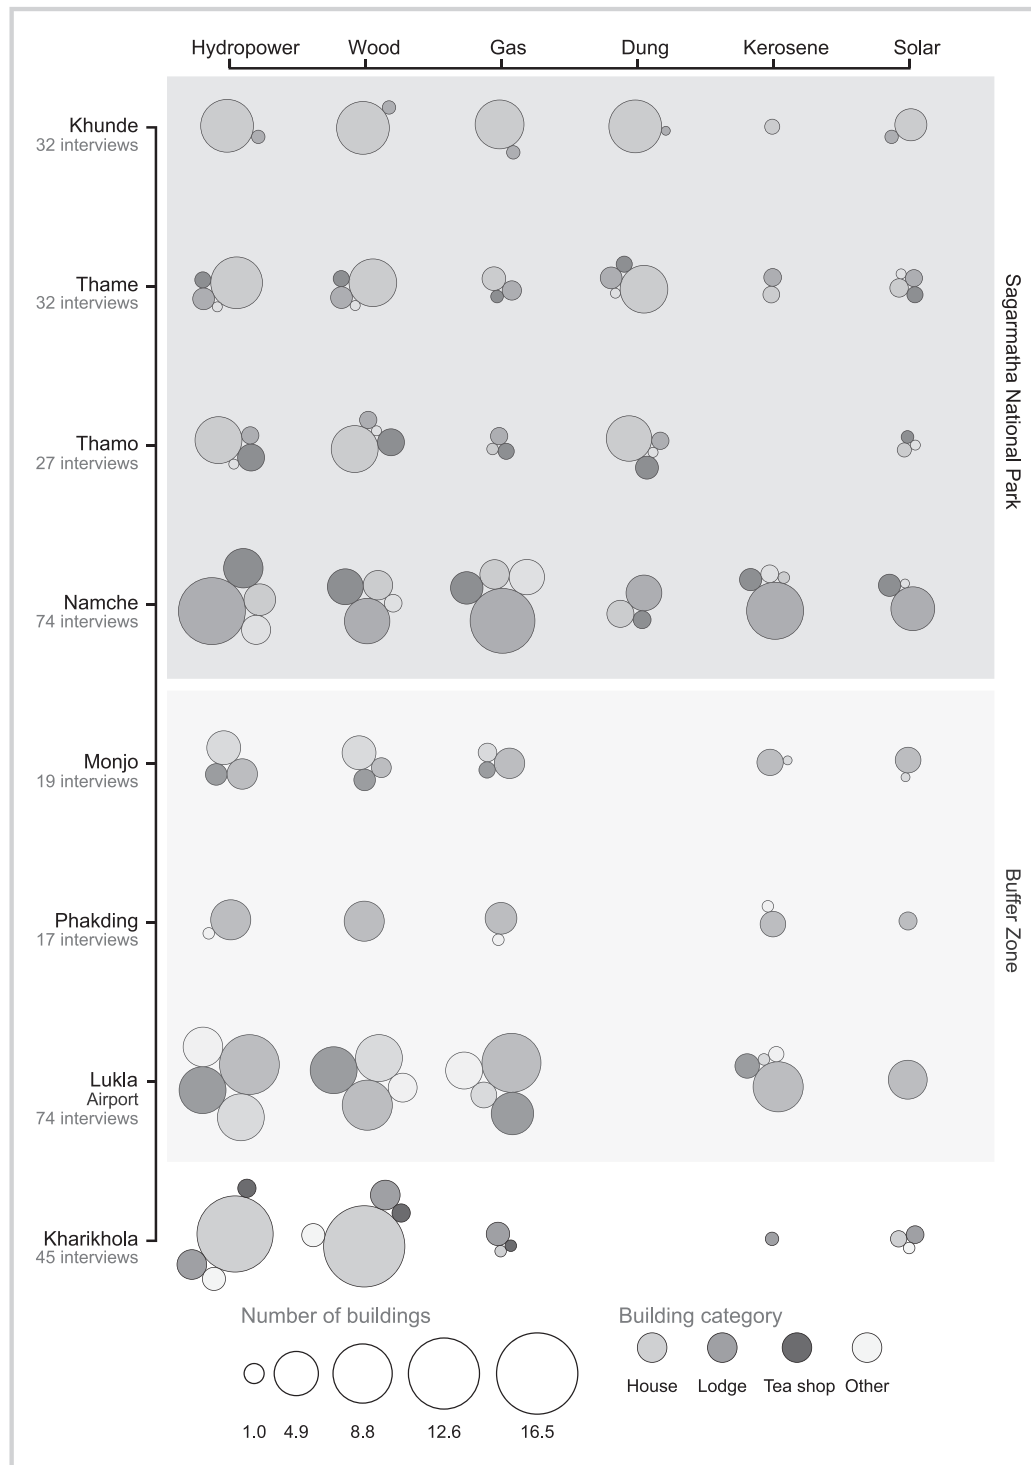 Hydropower Wood Gas Dung Kerosene Solar
Khunde
32 interviews
Thame
32 interviews
Thamo
27 interviews
Namche
74 interviews
Sagarmatha National Park
Monjo
19 interviews
Phakding
17 interviews
Lukla
Airport
74 interviews
Buffer Zone
Kharikhola
45 interviews
Number of buildings
1.0 4.9 8.8 12.6 16.5
Building category
House Lodge Tea shop Other